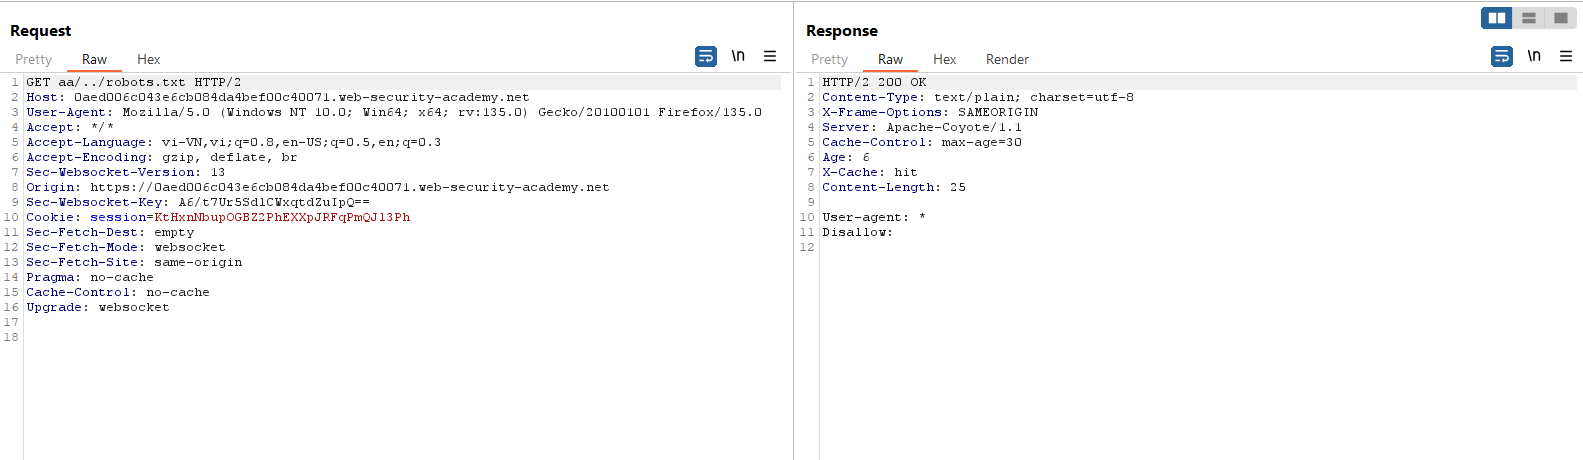 Request
Pretty Raw Hex \n
1 GET aa/../robots.txt HTTP/2
2 Host: 0aed006c043e6cb084da4bef00c40071.web-security-academy.net
3 User-Agent: Mozilla/5.0 (Windows NT 10.0; Win64; x64; rv:135.0) Gecko/20100101 Firefox/135.0
4 Accept: */*
5 Accept-Language: vi-VN,vi;q=0.8,en-US;q=0.5,en;q=0.3
6 Accept-Encoding: gzip, deflate, br
7 Sec-Websocket-Version: 13
8 Origin: https://0aed006c043e6cb084da4bef00c40071.web-security-academy.net
9 Sec-Websocket-Key: A6/t7Ur5SdlCWxqtdZuIpQ==
10 Cookie: session=KtHxnNbupOGBZ2PhEXXpJRFqPmQJl3Ph
11 Sec-Fetch-Dest: empty
12 Sec-Fetch-Mode: websocket
13 Sec-Fetch-Site: same-origin
14 Pragma: no-cache
15 Cache-Control: no-cache
16 Upgrade: websocket
17
18
Response
Pretty Raw Hex Render \n
1 HTTP/2 200 OK
2 Content-Type: text/plain; charset=utf-8
3 X-Frame-Options: SAMEORIGIN
4 Server: Apache-Coyote/1.1
5 Cache-Control: max-age=30
6 Age: 6
7 X-Cache: hit
8 Content-Length: 25
9
10 User-agent: *
11 Disallow:
12